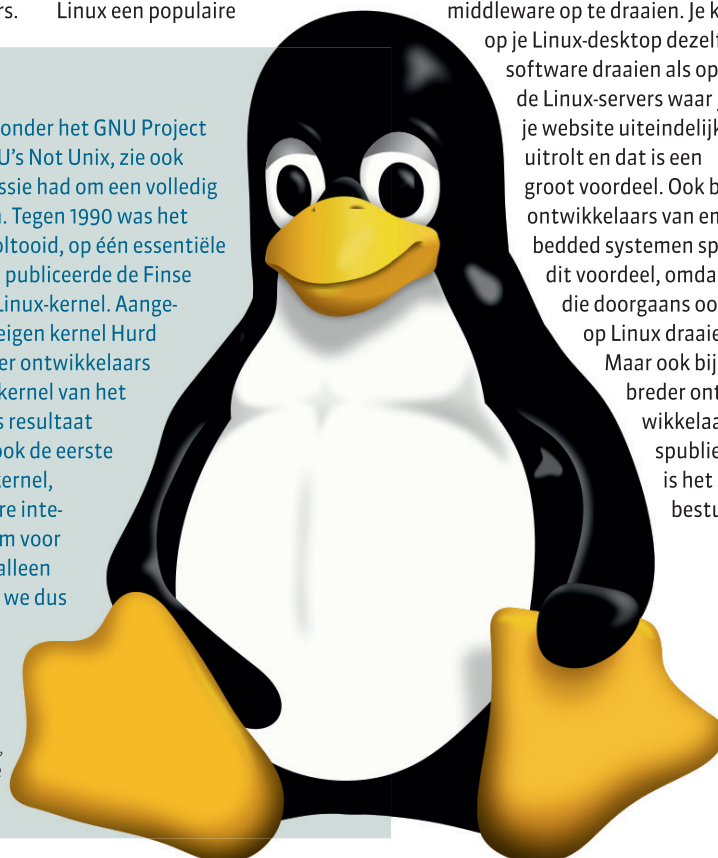 rs. Linux een populaire
onder het GNU Project
U's Not Unix, zie ook
ssie had om een volledig
n. Tegen 1990 was het
oltooid, op één essentiële
publiceerde de Finse
Linux-kernel. Aange-
eigen kernel Hurd
er ontwikkelaars
kernel van het
s resultaat
ook de eerste
kernel,
re inte-
m voor
alleen
we dus
middleware op te draaien. Je k
op je Linux-desktop dezelf
software draaien als op
de Linux-servers waar j
je website uiteindelijk
uitrolt en dat is een
groot voordeel. Ook b
ontwikkelaars van en
bedded systemen sp
dit voordeel, omda
die doorgaans oo
op Linux draaie
Maar ook bij
breder ont
wikkelaa
spublie
is het
bestu